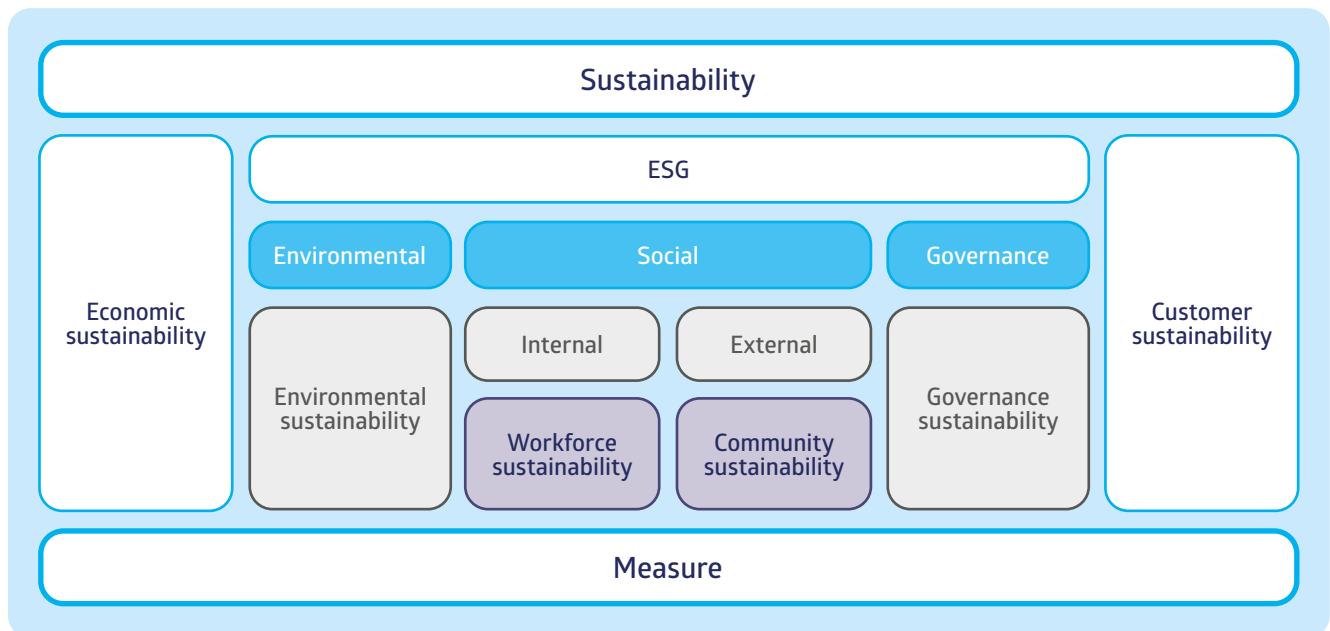 Sustainability
ESG
Environmental
Social
Governance
Economic
sustainability
Customer
sustainability
Internal
External
Environmental
sustainability
Governance
sustainability
Workforce
sustainability
Community
sustainability
Measure